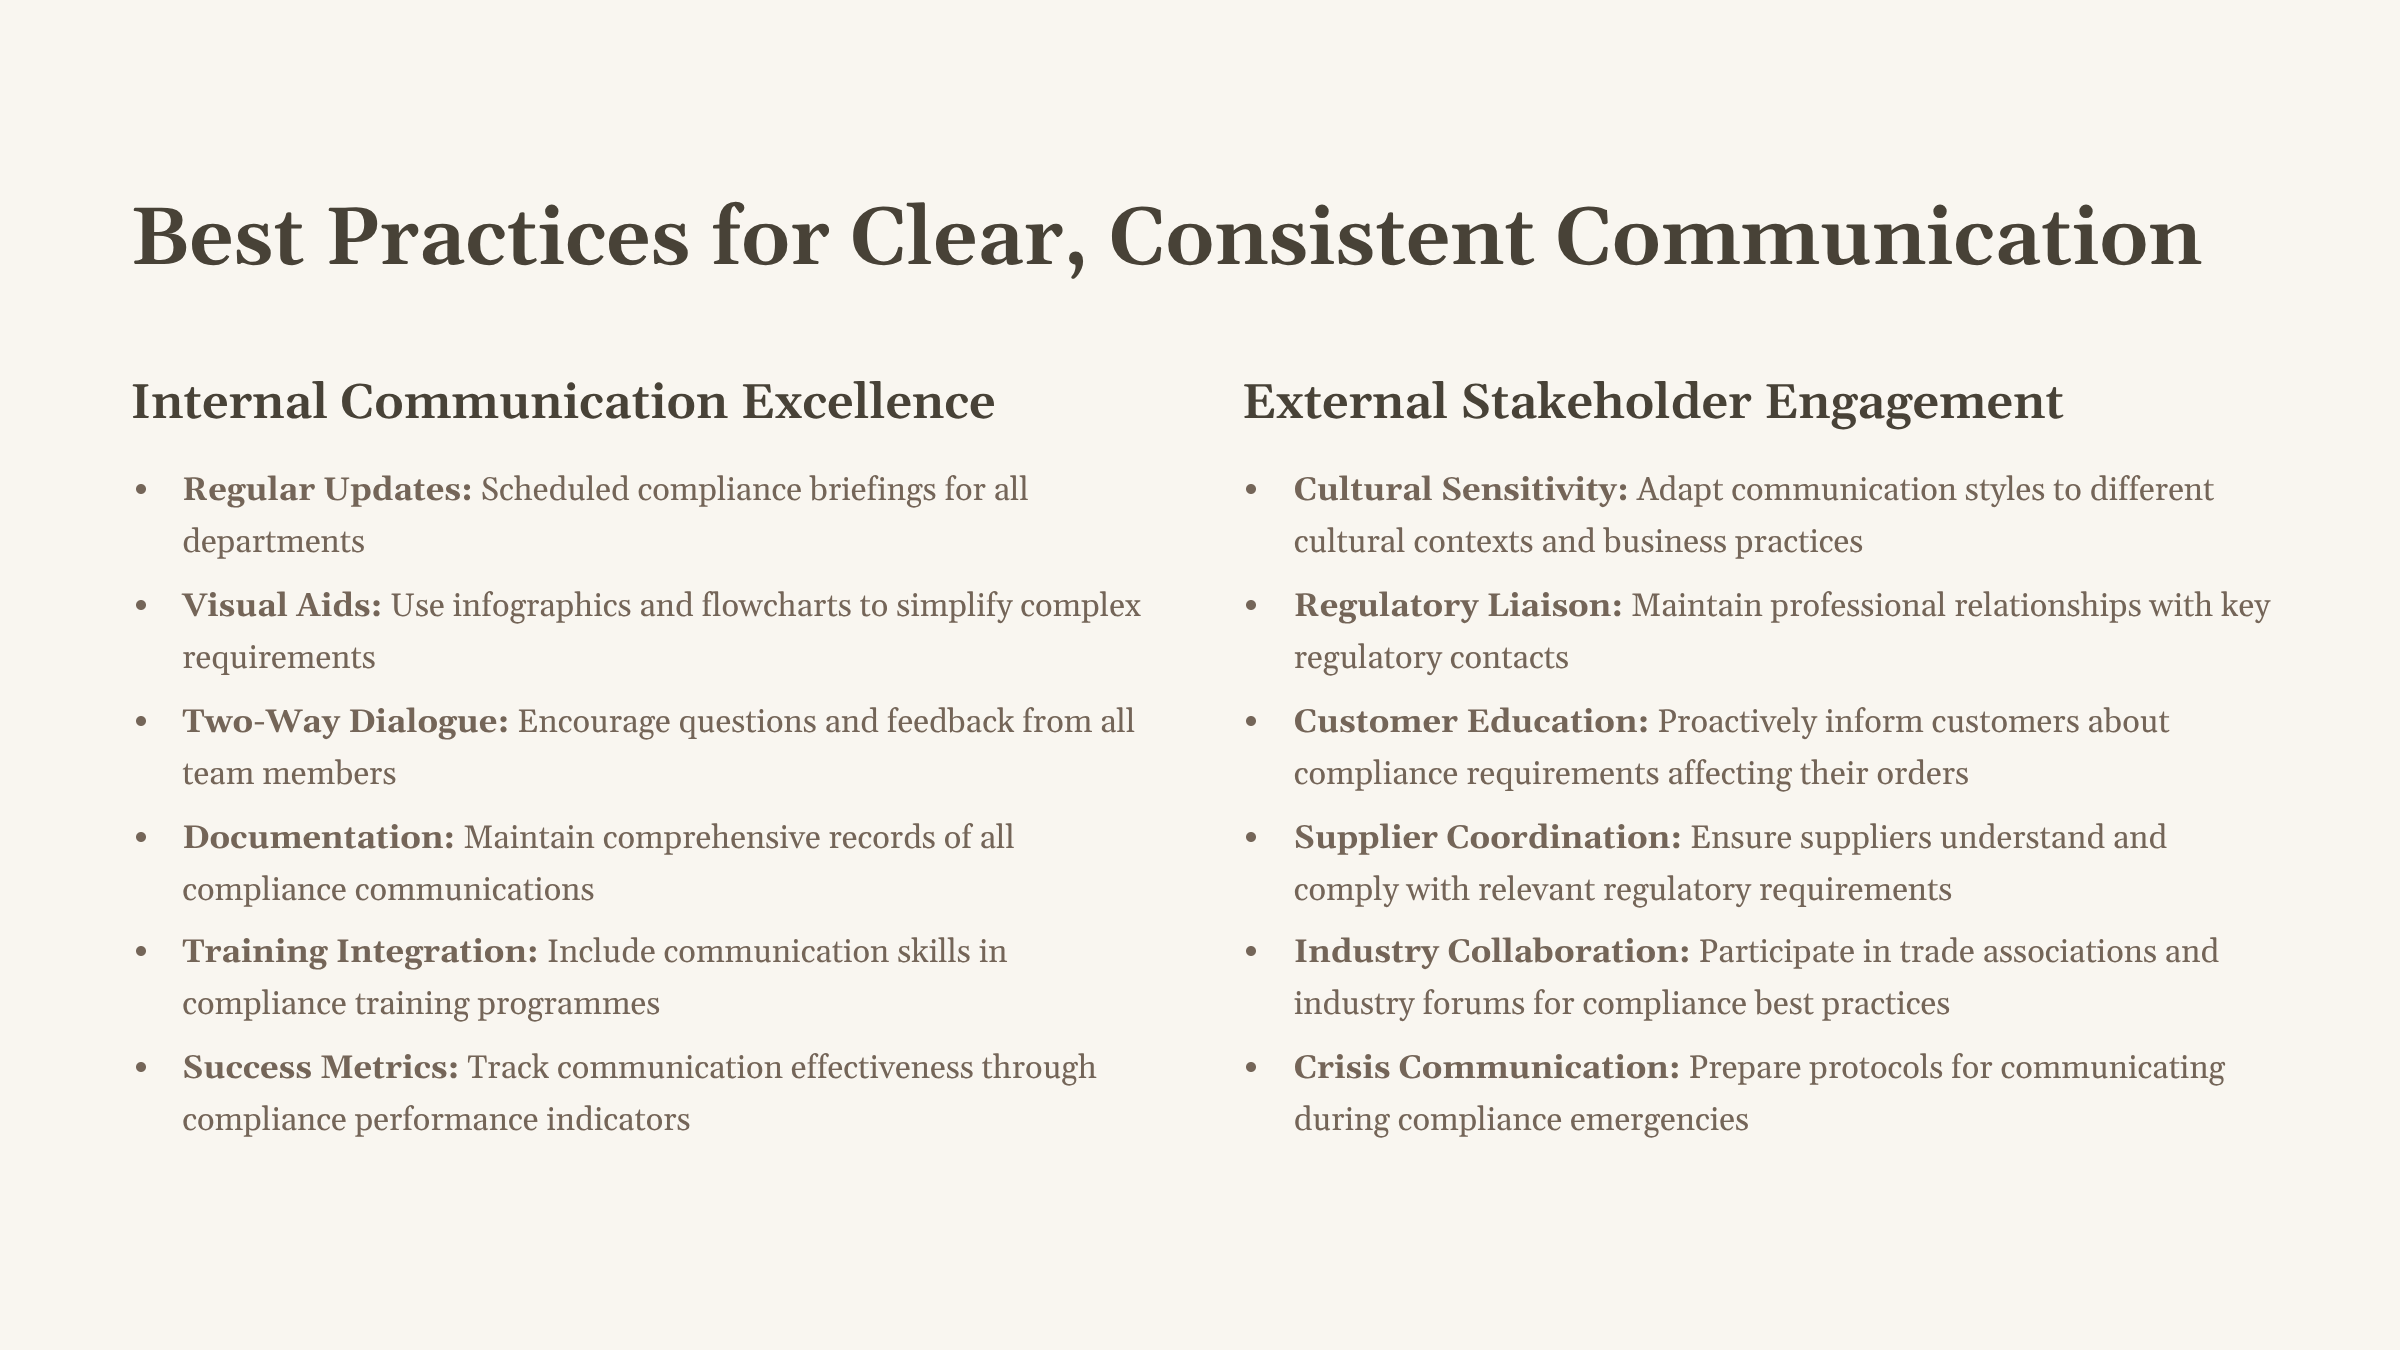 Best Practices for Clear, Consistent Communication
Internal Communication Excellence
• Regular Updates: Scheduled compliance briefings for all
departments
• Visual Aids: Use infographics and flowcharts to simplify complex
requirements
• Two-Way Dialogue: Encourage questions and feedback from all
team members
• Documentation: Maintain comprehensive records of all
compliance communications
• Training Integration: Include communication skills in
compliance training programmes
• Success Metrics: Track communication effectiveness through
compliance performance indicators
External Stakeholder Engagement
• Cultural Sensitivity: Adapt communication styles to different
cultural contexts and business practices
• Regulatory Liaison: Maintain professional relationships with key
regulatory contacts
• Customer Education: Proactively inform customers about
compliance requirements affecting their orders
• Supplier Coordination: Ensure suppliers understand and
comply with relevant regulatory requirements
• Industry Collaboration: Participate in trade associations and
industry forums for compliance best practices
• Crisis Communication: Prepare protocols for communicating
during compliance emergencies